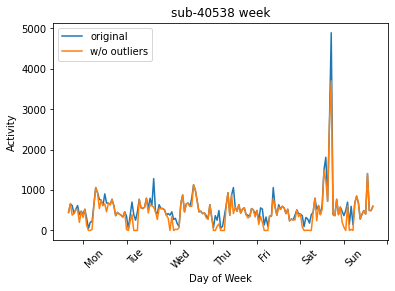 sub-40538 week
original
w/o outliers
5000
4000
3000
2000
1000
0
Activity
Mon
Tue
Wed
Thu
Fri
Sat
Sun
Day of Week